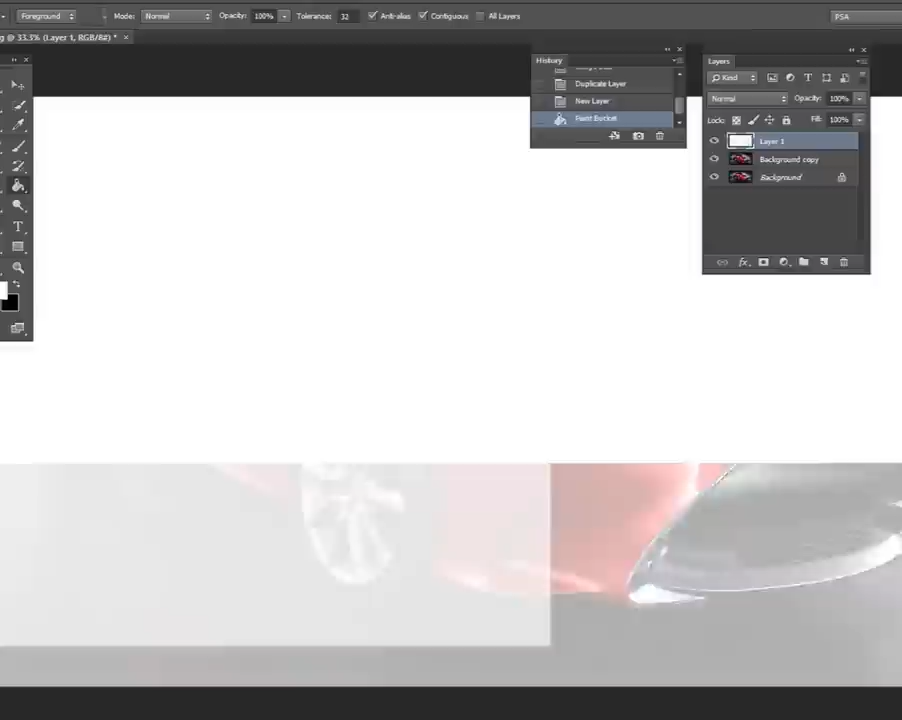 Foreground Mode: Normal Opacity: 100% Tolerance: 32 Anti-alias Contiguous All Layers PSA
g @ 33.3% (Layer 1, RGB/8#) * ×
History
Duplicate Layer
New Layer
Paint Bucket
Layers
Kind
Normal Opacity: 100%
Lock: Fill: 100%
Layer 1
Background copy
Background